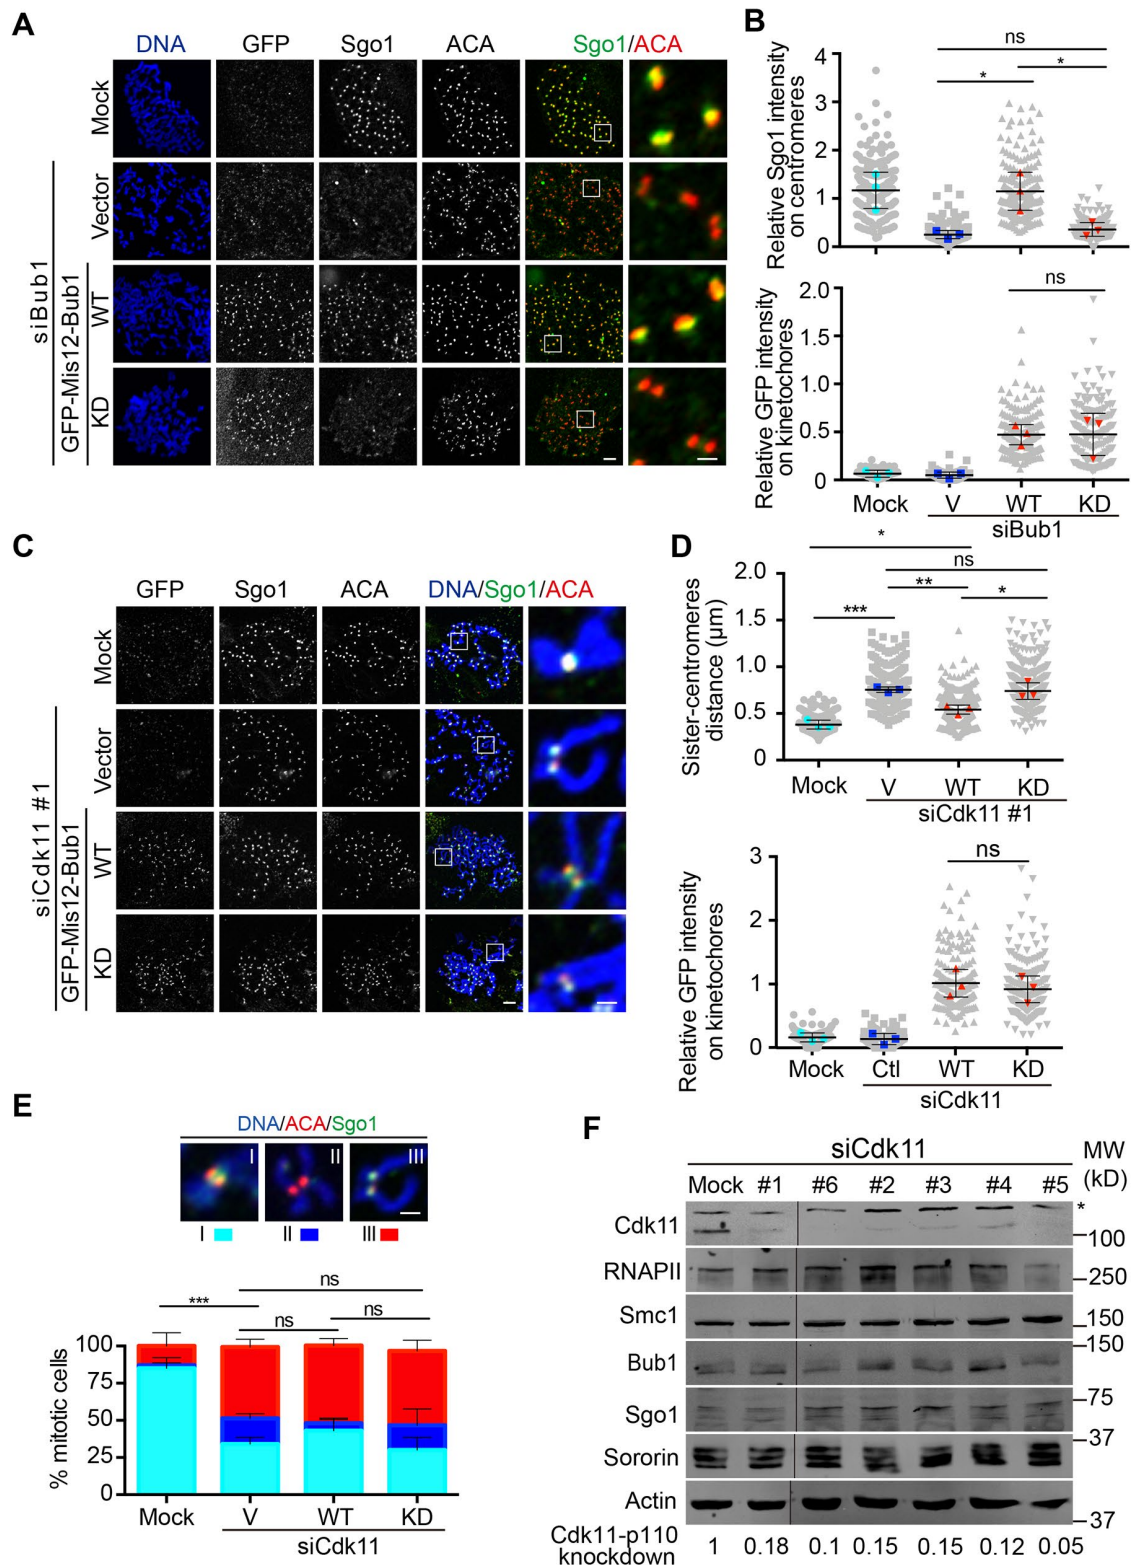 A
DNA GFP Sgo1 ACA Sgo1/ACA
Mock
Vector
WT
KD
siBub1
GFP-Mis12-Bub1
B
ns
* *
Relative Sgo1 intensity
on centromeres
4
3
2
1
0
ns
Relative GFP intensity
on kinetochores
2.0
1.5
1.0
0.5
0
Mock V WT KD
siBub1
C
GFP Sgo1 ACA DNA/Sgo1/ACA
Mock
Vector
WT
KD
siCdk11 #1
GFP-Mis12-Bub1
D
*
ns
** *
***
Sister-centromeres
distance (μm)
2.0
1.5
1.0
0.5
0
Mock V WT KD
siCdk11 #1
ns
Relative GFP intensity
on kinetochores
3
2
1
0
Mock Ctl WT KD
siCdk11
E
DNA/ACA/Sgo1
I II III
I II III
ns
*** ns ns
% mitotic cells
100
75
50
25
0
Mock V WT KD
siCdk11
F
siCdk11 MW
Mock #1 #6 #2 #3 #4 #5 (kD)
Cdk11 *
100
RNAPII 250
Smc1 150
150
Bub1
75
Sgo1
37
Sororin
Actin
37
Cdk11-p110
knockdown 1 0.18 0.1 0.15 0.15 0.12 0.05